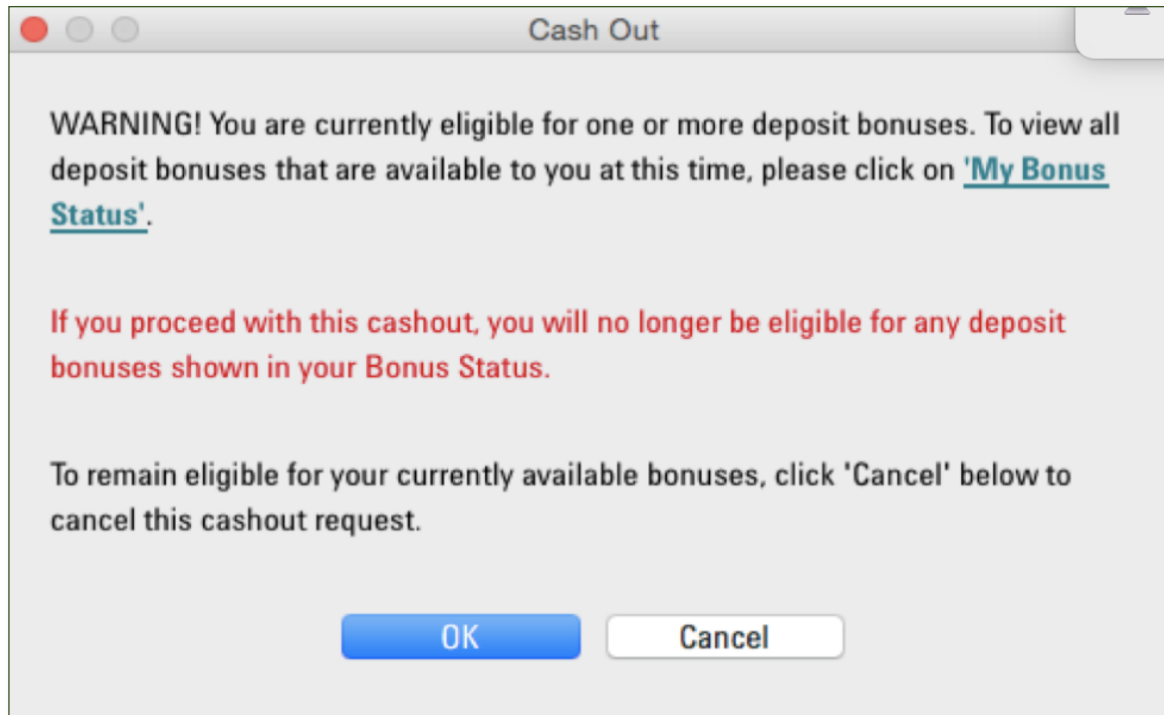 Cash Out
WARNING! You are currently eligible for one or more deposit bonuses. To view all
deposit bonuses that are available to you at this time, please click on 'My Bonus
Status'.
If you proceed with this cashout, you will no longer be eligible for any deposit
bonuses shown in your Bonus Status.
To remain eligible for your currently available bonuses, click 'Cancel' below to
cancel this cashout request.
OK
Cancel